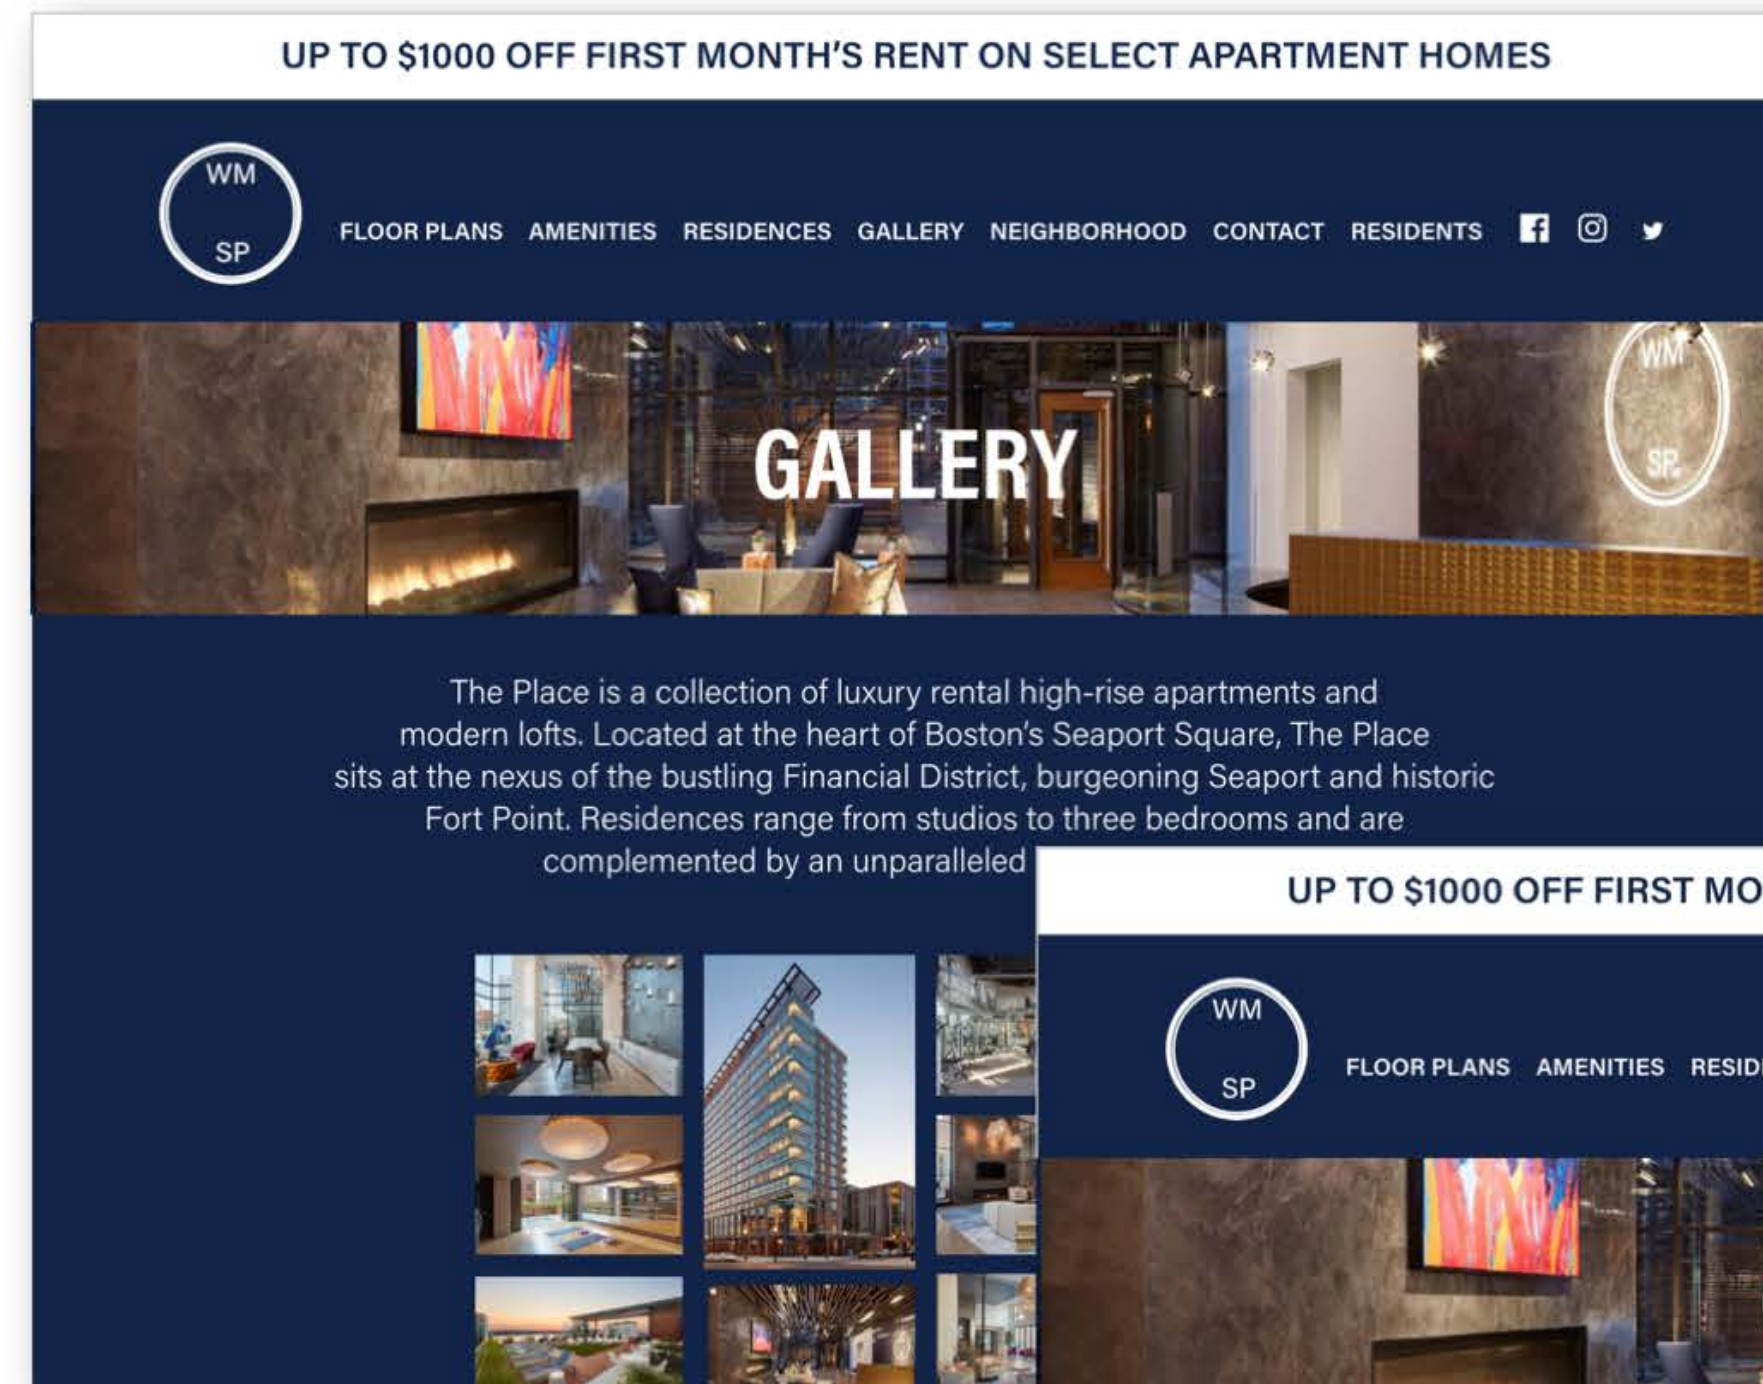 UP TO $1000 OFF FIRST MONTH'S RENT ON SELECT APARTMENT HOMES
WM
SP
FLOOR PLANS AMENITIES RESIDENCES GALLERY NEIGHBORHOOD CONTACT RESIDENTS
WM
SP
GALLERY
The Place is a collection of luxury rental high-rise apartments and
modern lofts. Located at the heart of Boston's Seaport Square, The Place
sits at the nexus of the bustling Financial District, burgeoning Seaport and historic
Fort Point. Residences range from studios to three bedrooms and are
complemented by an unparalleled
UP TO $1000 OFF FIRST MO
WM
SP
FLOOR PLANS AMENITIES RESID